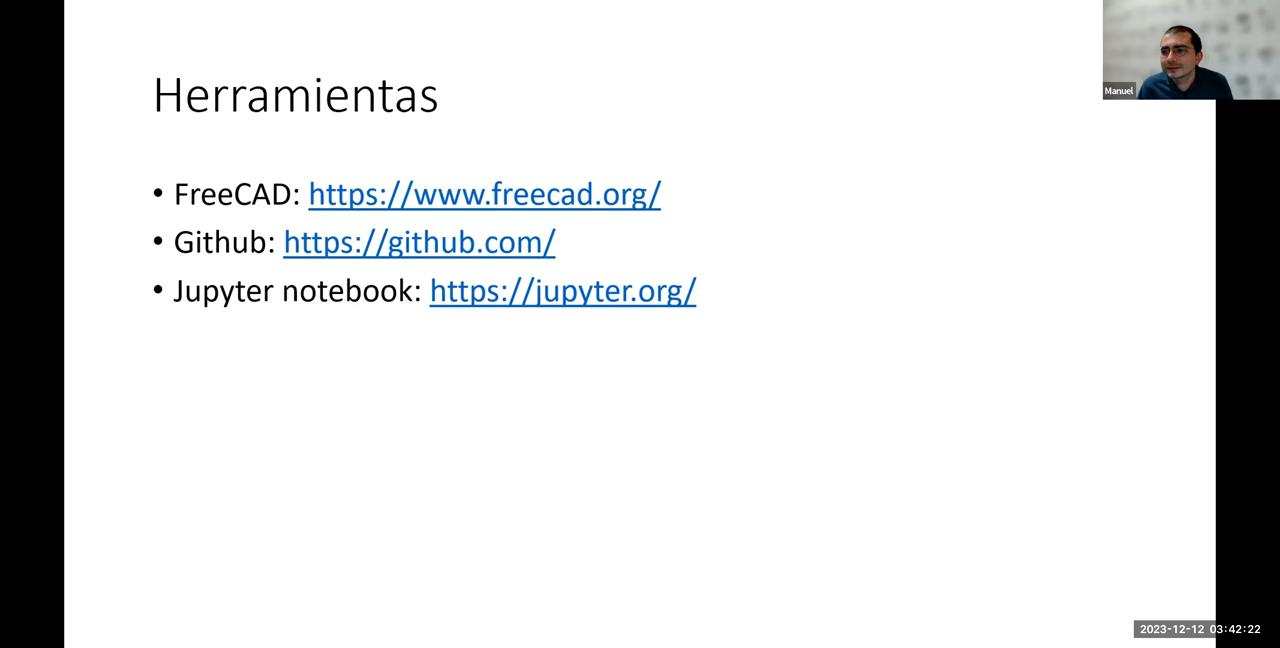 Herramientas
• FreeCAD: https://www.freecad.org/
• Github: https://github.com/
• Jupyter notebook: https://jupyter.org/
Manuel
2023-12-12 03:42:22